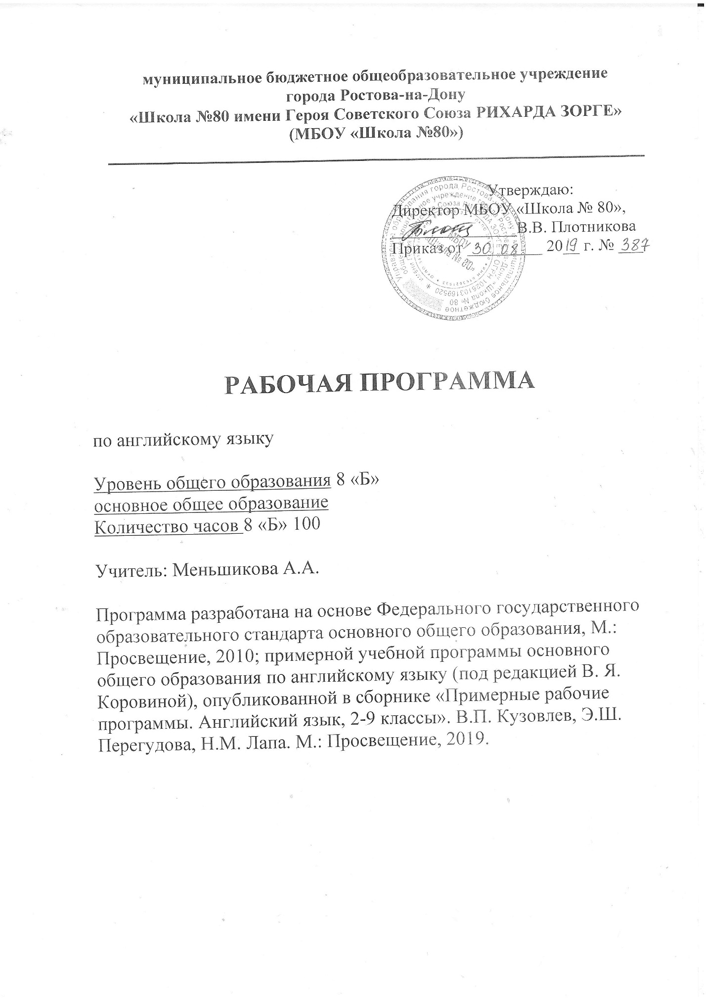 муниципальное бюджетное общеобразовательное учреждение
города Ростова-на-Дону
«Школа №80 имени Героя Советского Союза РИХАРДА ЗОРГЕ»
(МБОУ «Школа №80»)
Утверждаю:
Директор МБОУ «Школа № 80»,
В.В. Плотникова
Приказ от 30 08 2019 г. № 387
МБОУ
«Школа № 80»
РАБОЧАЯ ПРОГРАММА
по английскому языку
Уровень общего образования 8 «Б»
основное общее образование
Количество часов 8 «Б» 100
Учитель: Меньшикова А.А.
Программа разработана на основе Федерального государственного
образовательного стандарта основного общего образования, М.:
Просвещение, 2010; примерной учебной программы основного
общего образования по английскому языку (под редакцией В. Я.
Коровиной), опубликованной в сборнике «Примерные рабочие
программы. Английский язык, 2-9 классы». В.П. Кузовлев, Э.Ш.
Перегудова, Н.М. Лапа. М.: Просвещение, 2019.